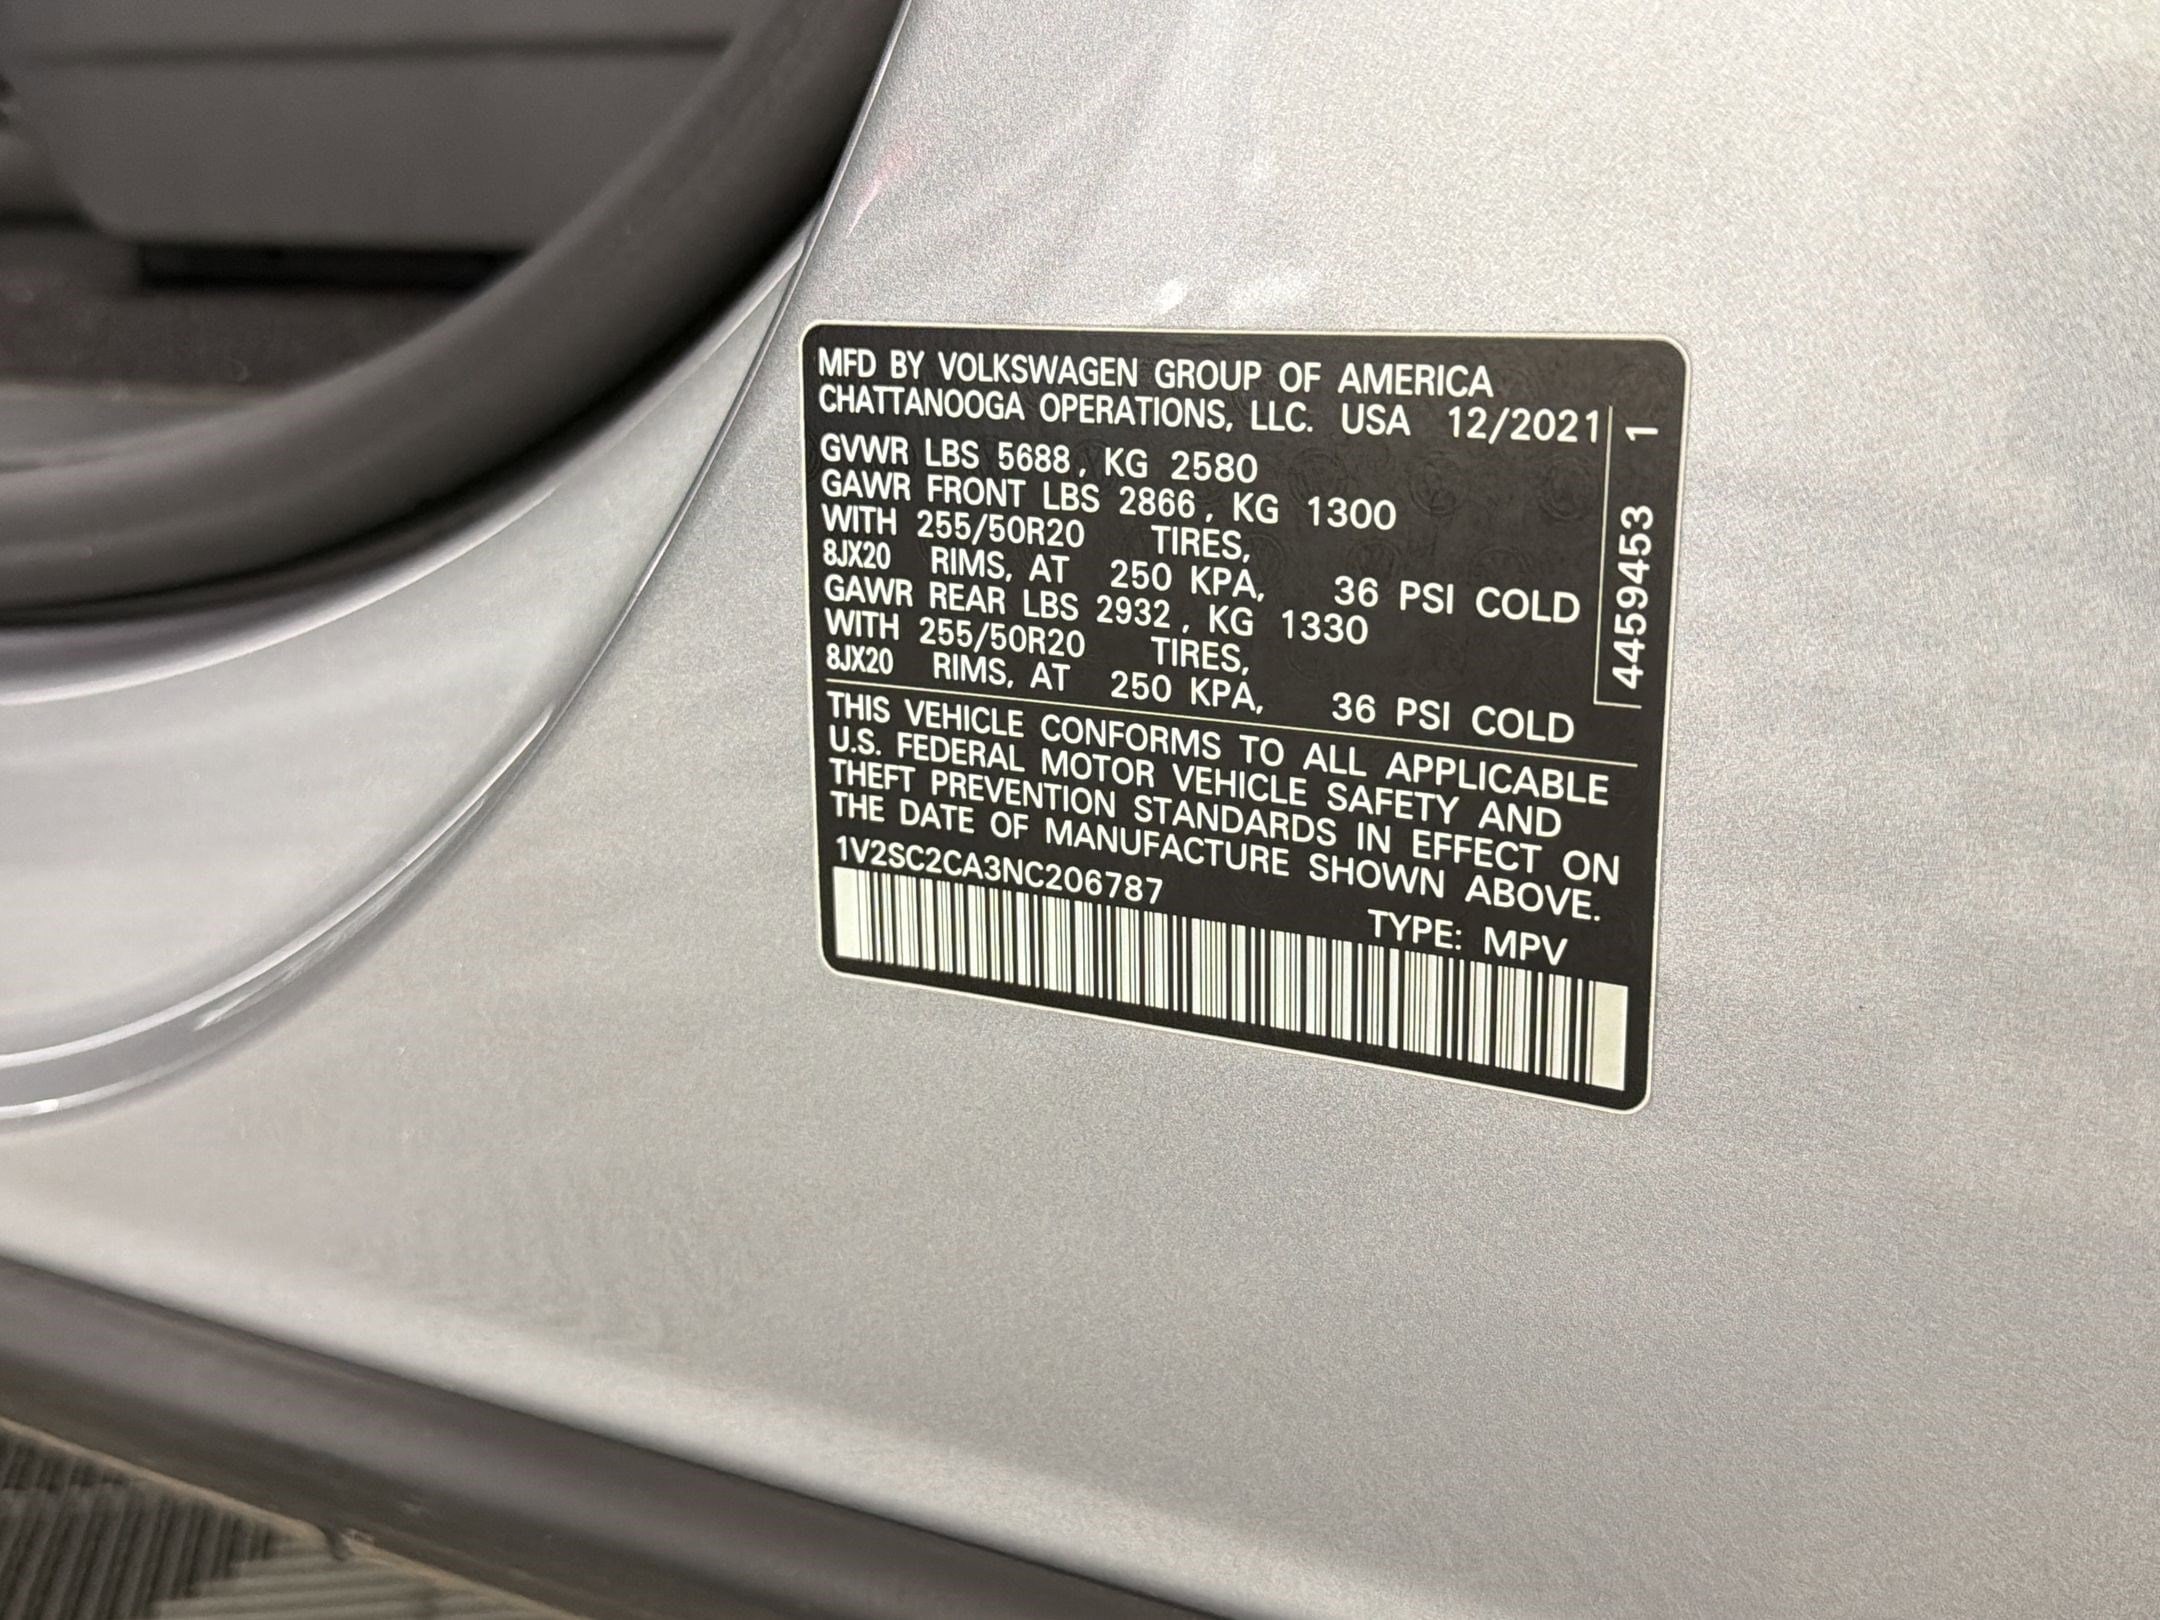 MFD BY VOLKSWAGEN GROUP OF AMERICA
CHATTANOOGA OPERATIONS, LLC. USA 12/2021
GVWR LBS 5688, KG 2580
GAWR FRONT LBS 2866, KG 1300
WITH 255/50R20 TIRES,
8JX20 RIMS, AT 250 KPA, 36 PSI COLD
GAWR REAR LBS 2932, KG 1330
WITH 255/50R20 TIRES,
8JX20 RIMS, AT 250 KPA, 36 PSI COLD
THIS VEHICLE CONFORMS TO ALL APPLICABLE
U.S. FEDERAL MOTOR VEHICLE SAFETY AND
THEFT PREVENTION STANDARDS IN EFFECT ON
THE DATE OF MANUFACTURE SHOWN ABOVE.
1V2SC2CA3NC206787
TYPE: MPV
44594453 1